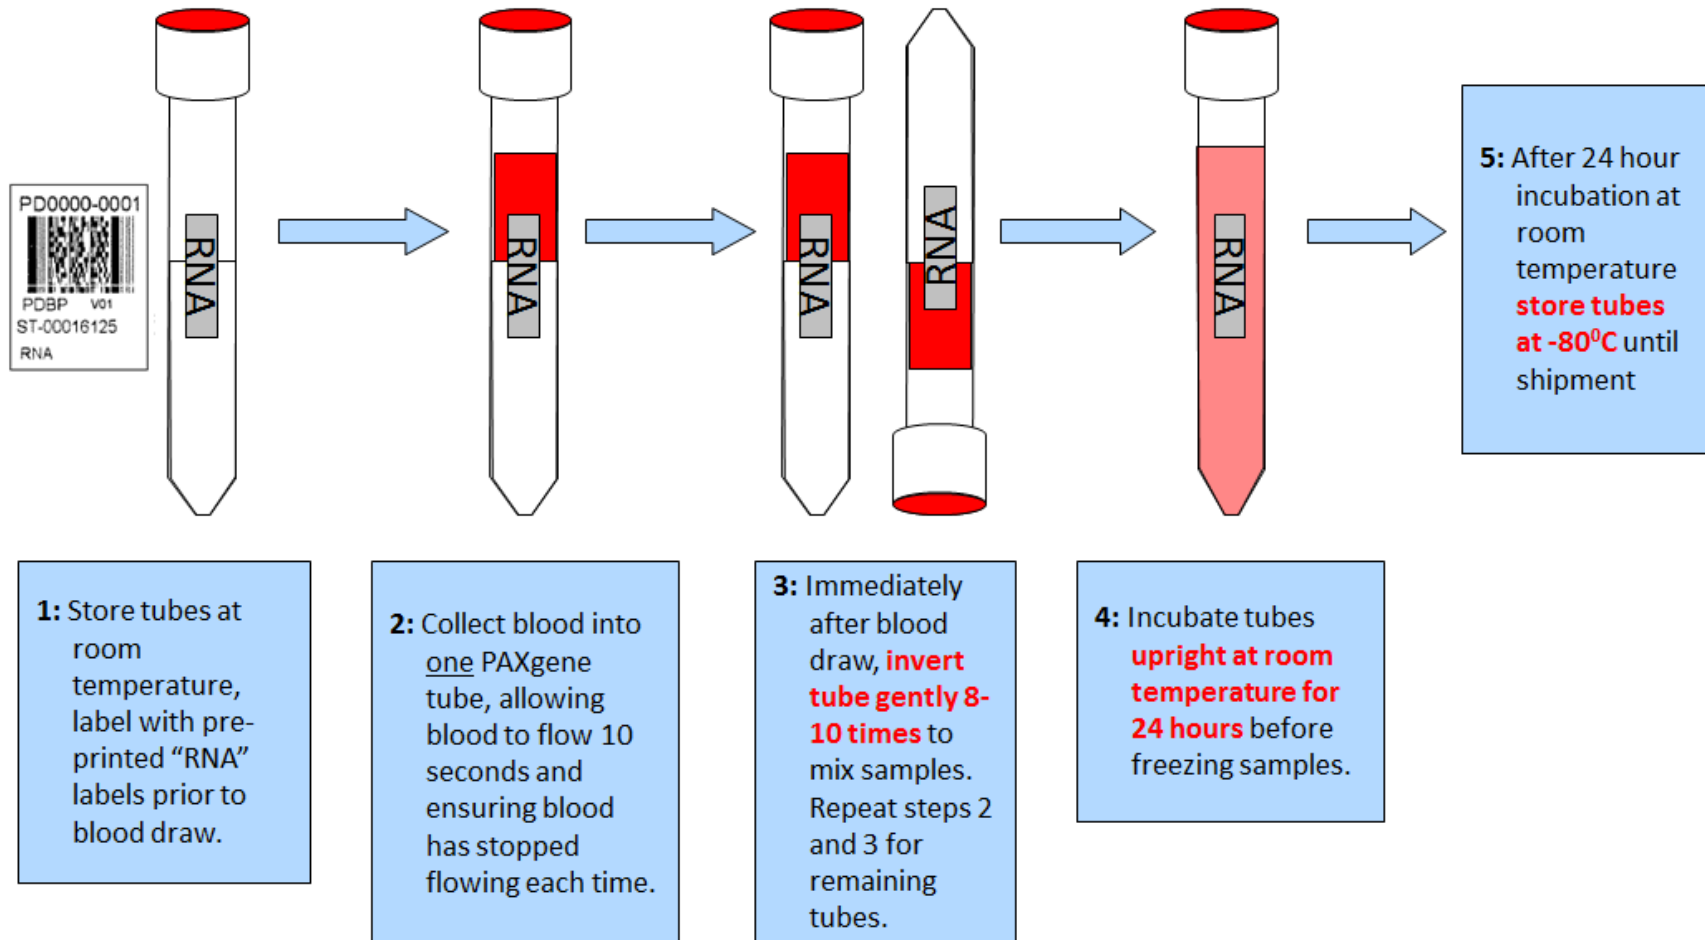 PD0000-0001
PDBP V01
ST-00016125
RNA
RNA
RNA
RNA
RNA
RNA
5: After 24 hour
incubation at
room
temperature
store tubes
at -80⁰C until
shipment
1: Store tubes at
room
temperature,
label with pre-
printed “RNA”
labels prior to
blood draw.
2: Collect blood into
one PAXgene
tube, allowing
blood to flow 10
seconds and
ensuring blood
has stopped
flowing each time.
3: Immediately
after blood
draw, invert
tube gently 8-
10 times to
mix samples.
Repeat steps 2
and 3 for
remaining
tubes.
4: Incubate tubes
upright at room
temperature for
24 hours before
freezing samples.